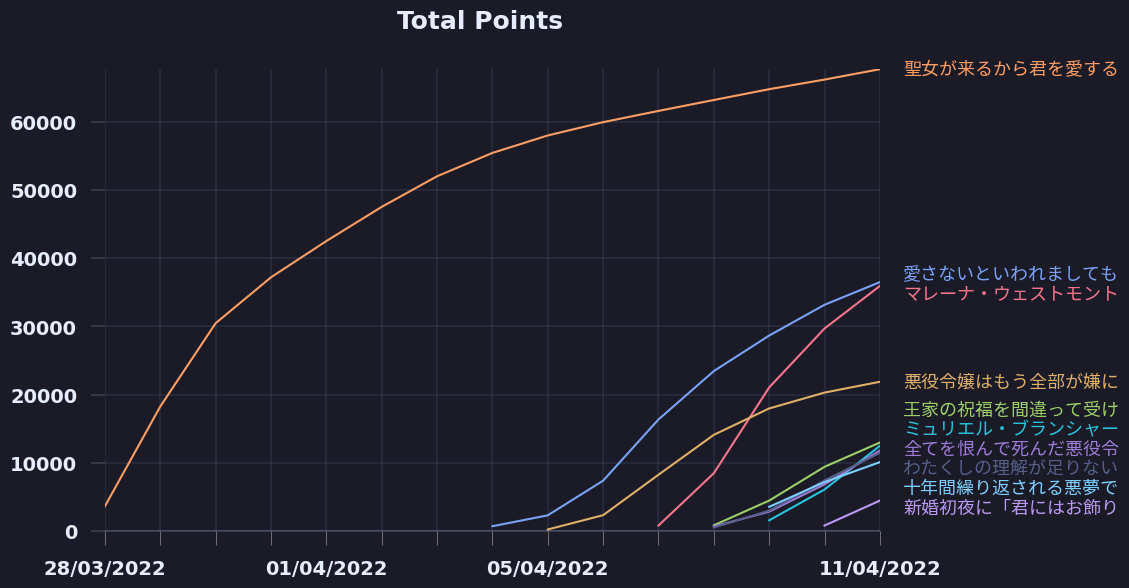 Total Points
聖女が来るから君を愛する
60000
50000
40000
愛さないといわれましても
マレーナ・ウェストモント
30000
20000
悪役令嬢はもう全部が嫌に
王家の祝福を間違って受け
ミュリエル・ブランシャー
10000
全てを恨んで死んだ悪役令
わたくしの理解が足りない
十年間繰り返される悪夢で
新婚初夜に「君にはお飾り
0
28/03/2022 01/04/2022 05/04/2022 11/04/2022